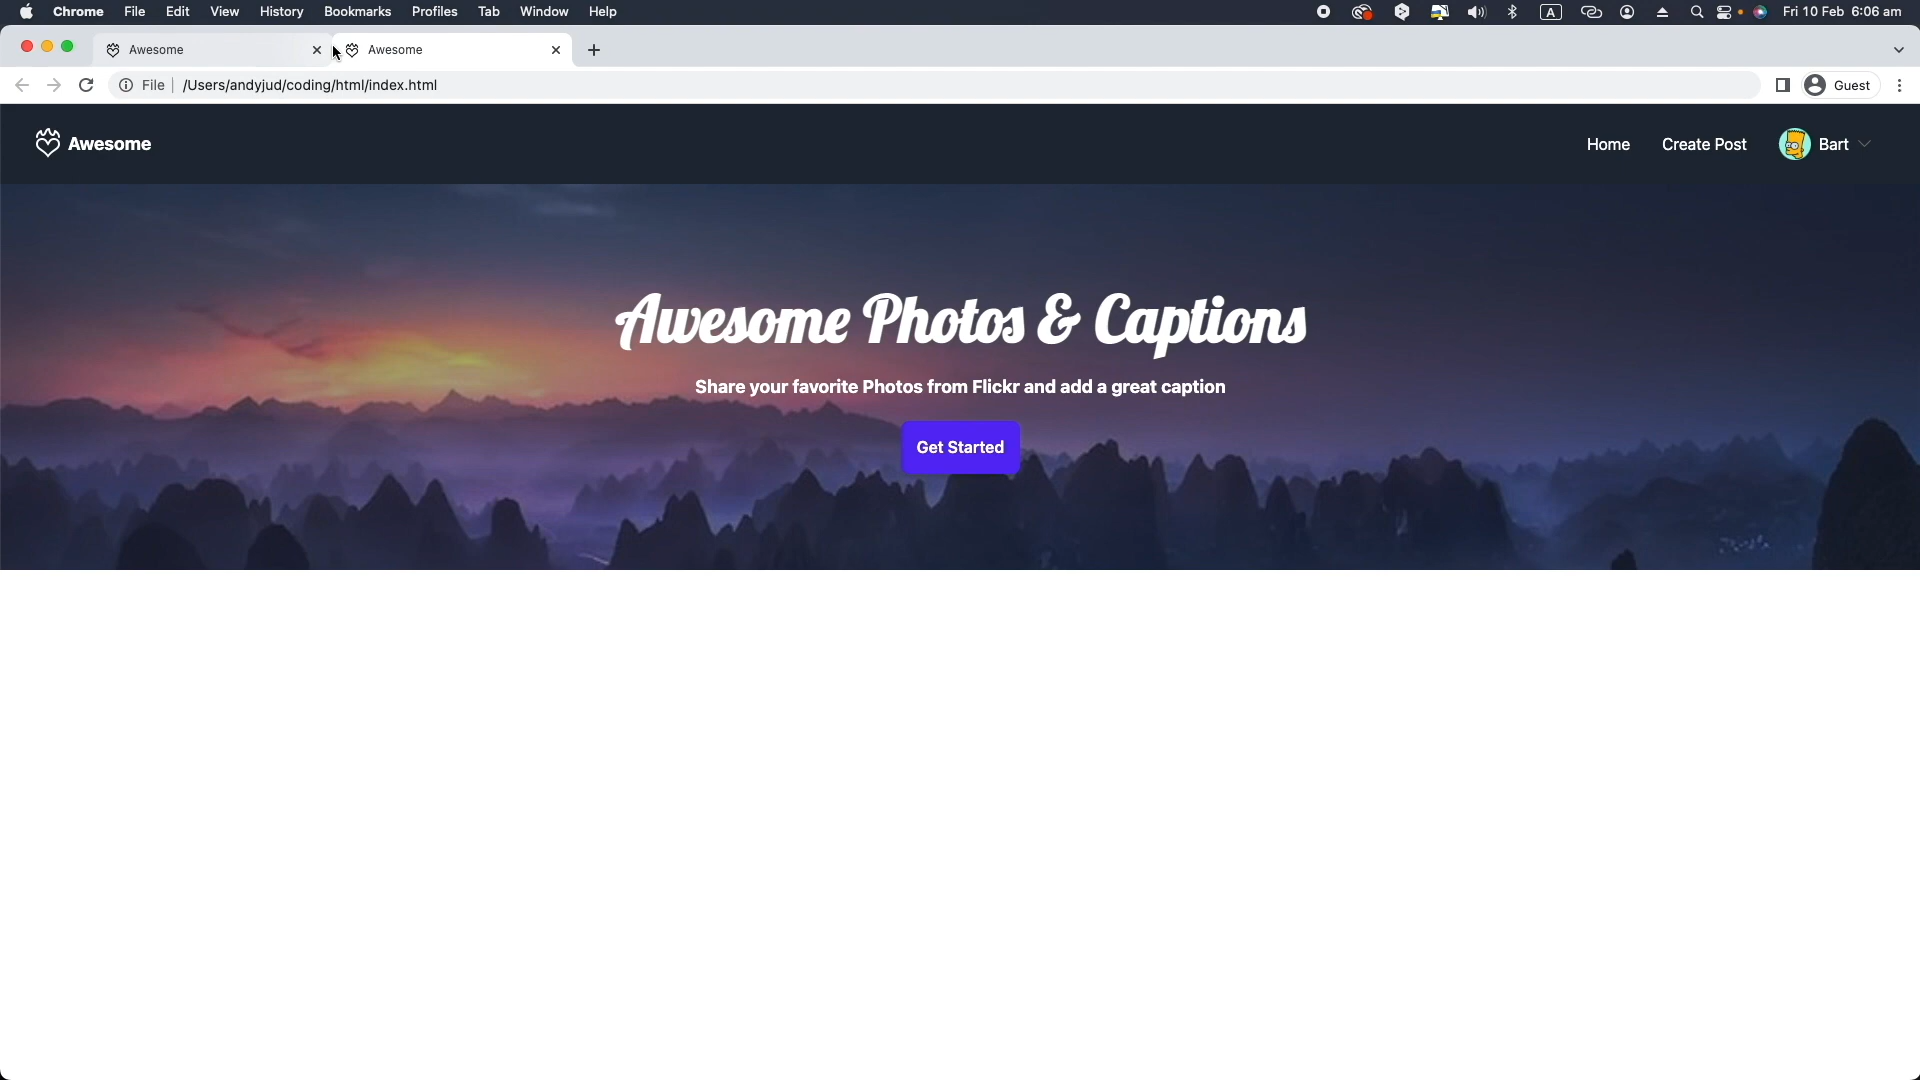 Chrome File Edit View History Bookmarks Profiles Tab Window Help A Fri 10 Feb 6:06 am
Awesome Awesome
File /Users/andyjud/coding/html/index.html Guest
Awesome Home Create Post Bart
Awesome Photos & Captions
Share your favorite Photos from Flickr and add a great caption
Get Started